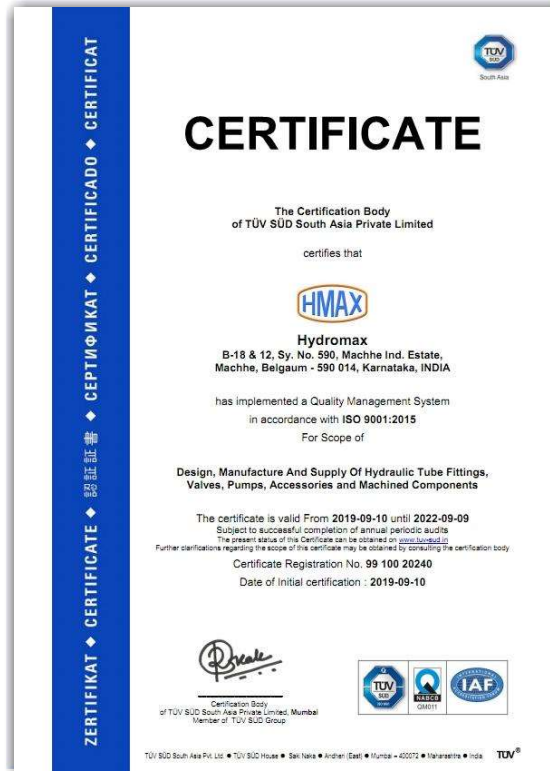 ZERTIFIKAT ◆ CERTIFICATE ◆ 認証証書 ◆ СЕРТИФИКАТ ◆ CERTIFICADO ◆ CERTIFICAT
TÜV
SÜD
South Asia
CERTIFICATE
The Certification Body
of TÜV SÜD South Asia Private Limited
certifies that
HMAX
Hydromax
B-18 & 12, Sy. No. 590, Machhe Ind. Estate,
Machhe, Belgaum - 590 014, Karnataka, INDIA
has implemented a Quality Management System
in accordance with ISO 9001:2015
For Scope of
Design, Manufacture And Supply Of Hydraulic Tube Fittings,
Valves, Pumps, Accessories and Machined Components
The certificate is valid From 2019-09-10 until 2022-09-09
Subject to successful completion of annual periodic audits
The present status of this Certificate can be obtained on www.tuv-sud.in
Further clarifications regarding the scope of this certificate may be obtained by consulting the certification body
Certificate Registration No. 99 100 20240
Date of Initial certification : 2019-09-10
Certification Body
of TÜV SÜD South Asia Private Limited, Mumbai
Member of TÜV SÜD Group
TÜV
SÜD
NABCB
QM011
IAF
TÜV SÜD South Asia Pvt. Ltd. ● TÜV SÜD House ● Saki Naka ● Andheri (East) ● Mumbai – 400072 ● Maharashtra ● India TÜV®